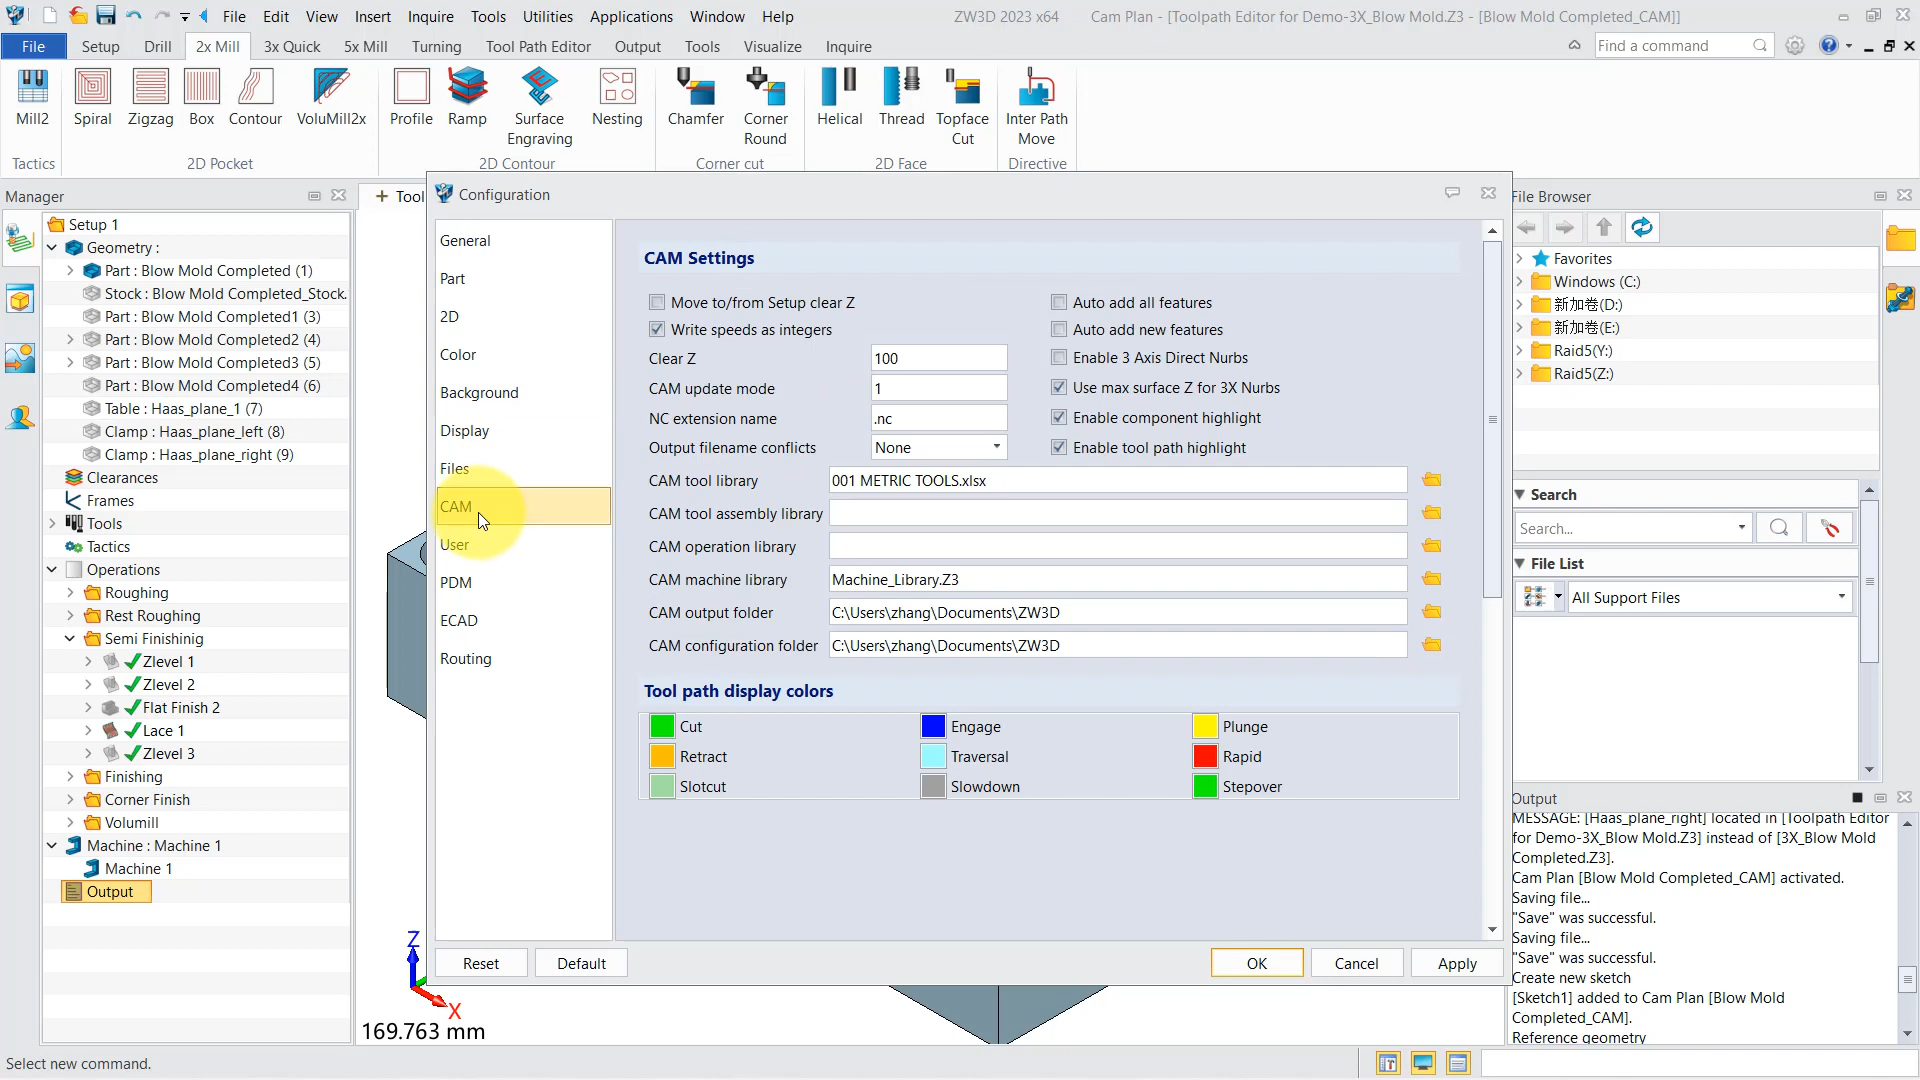 File Edit View Insert Inquire Tools Utilities Applications Window Help ZW3D 2023 x64 Cam Plan - [Toolpath Editor for Demo-3X_Blow Mold.Z3 - [Blow Mold Completed_CAM]]
File Setup Drill 2x Mill 3x Quick 5x Mill Turning Tool Path Editor Output Tools Visualize Inquire Find a command
Mill2 Spiral Zigzag Box Contour VoluMill2x Profile Ramp Surface Engraving Nesting Chamfer Corner Round Helical Thread Topface Cut Inter Path Move
Tactics 2D Pocket 2D Contour Corner cut 2D Face Directive
Manager
Setup 1
Geometry :
Part : Blow Mold Completed (1)
Stock : Blow Mold Completed_Stock.
Part : Blow Mold Completed1 (3)
Part : Blow Mold Completed2 (4)
Part : Blow Mold Completed3 (5)
Part : Blow Mold Completed4 (6)
Table : Haas_plane_1 (7)
Clamp : Haas_plane_left (8)
Clamp : Haas_plane_right (9)
Clearances
Frames
Tools
Tactics
Operations
Roughing
Rest Roughing
Semi Finishinig
Zlevel 1
Zlevel 2
Flat Finish 2
Lace 1
Zlevel 3
Finishing
Corner Finish
Volumill
Machine : Machine 1
Machine 1
Output
+ Tool
Configuration
General
Part
2D
Color
Background
Display
Files
CAM
User
PDM
ECAD
Routing
CAM Settings
Move to/from Setup clear Z Auto add all features
Write speeds as integers Auto add new features
Clear Z 100 Enable 3 Axis Direct Nurbs
CAM update mode 1 Use max surface Z for 3X Nurbs
NC extension name .nc Enable component highlight
Output filename conflicts None Enable tool path highlight
CAM tool library 001 METRIC TOOLS.xlsx
CAM tool assembly library
CAM operation library
CAM machine library Machine_Library.Z3
CAM output folder C:\Users\zhang\Documents\ZW3D
CAM configuration folder C:\Users\zhang\Documents\ZW3D
Tool path display colors
Cut Engage Plunge
Retract Traversal Rapid
Slotcut Slowdown Stepover
Reset Default OK Cancel Apply
Z
X
169.763 mm
File Browser
Favorites
Windows (C:)
新加卷(D:)
新加卷(E:)
Raid5(Y:)
Raid5(Z:)
Search
Search...
File List
All Support Files
Output
MESSAGE: [Haas_plane_right] located in [Toolpath Editor
for Demo-3X_Blow Mold.Z3] instead of [3X_Blow Mold
Completed.Z3].
Cam Plan [Blow Mold Completed_CAM] activated.
Saving file...
"Save" was successful.
Saving file...
"Save" was successful.
Create new sketch
[Sketch1] added to Cam Plan [Blow Mold
Completed_CAM].
Reference geometry
Select new command.